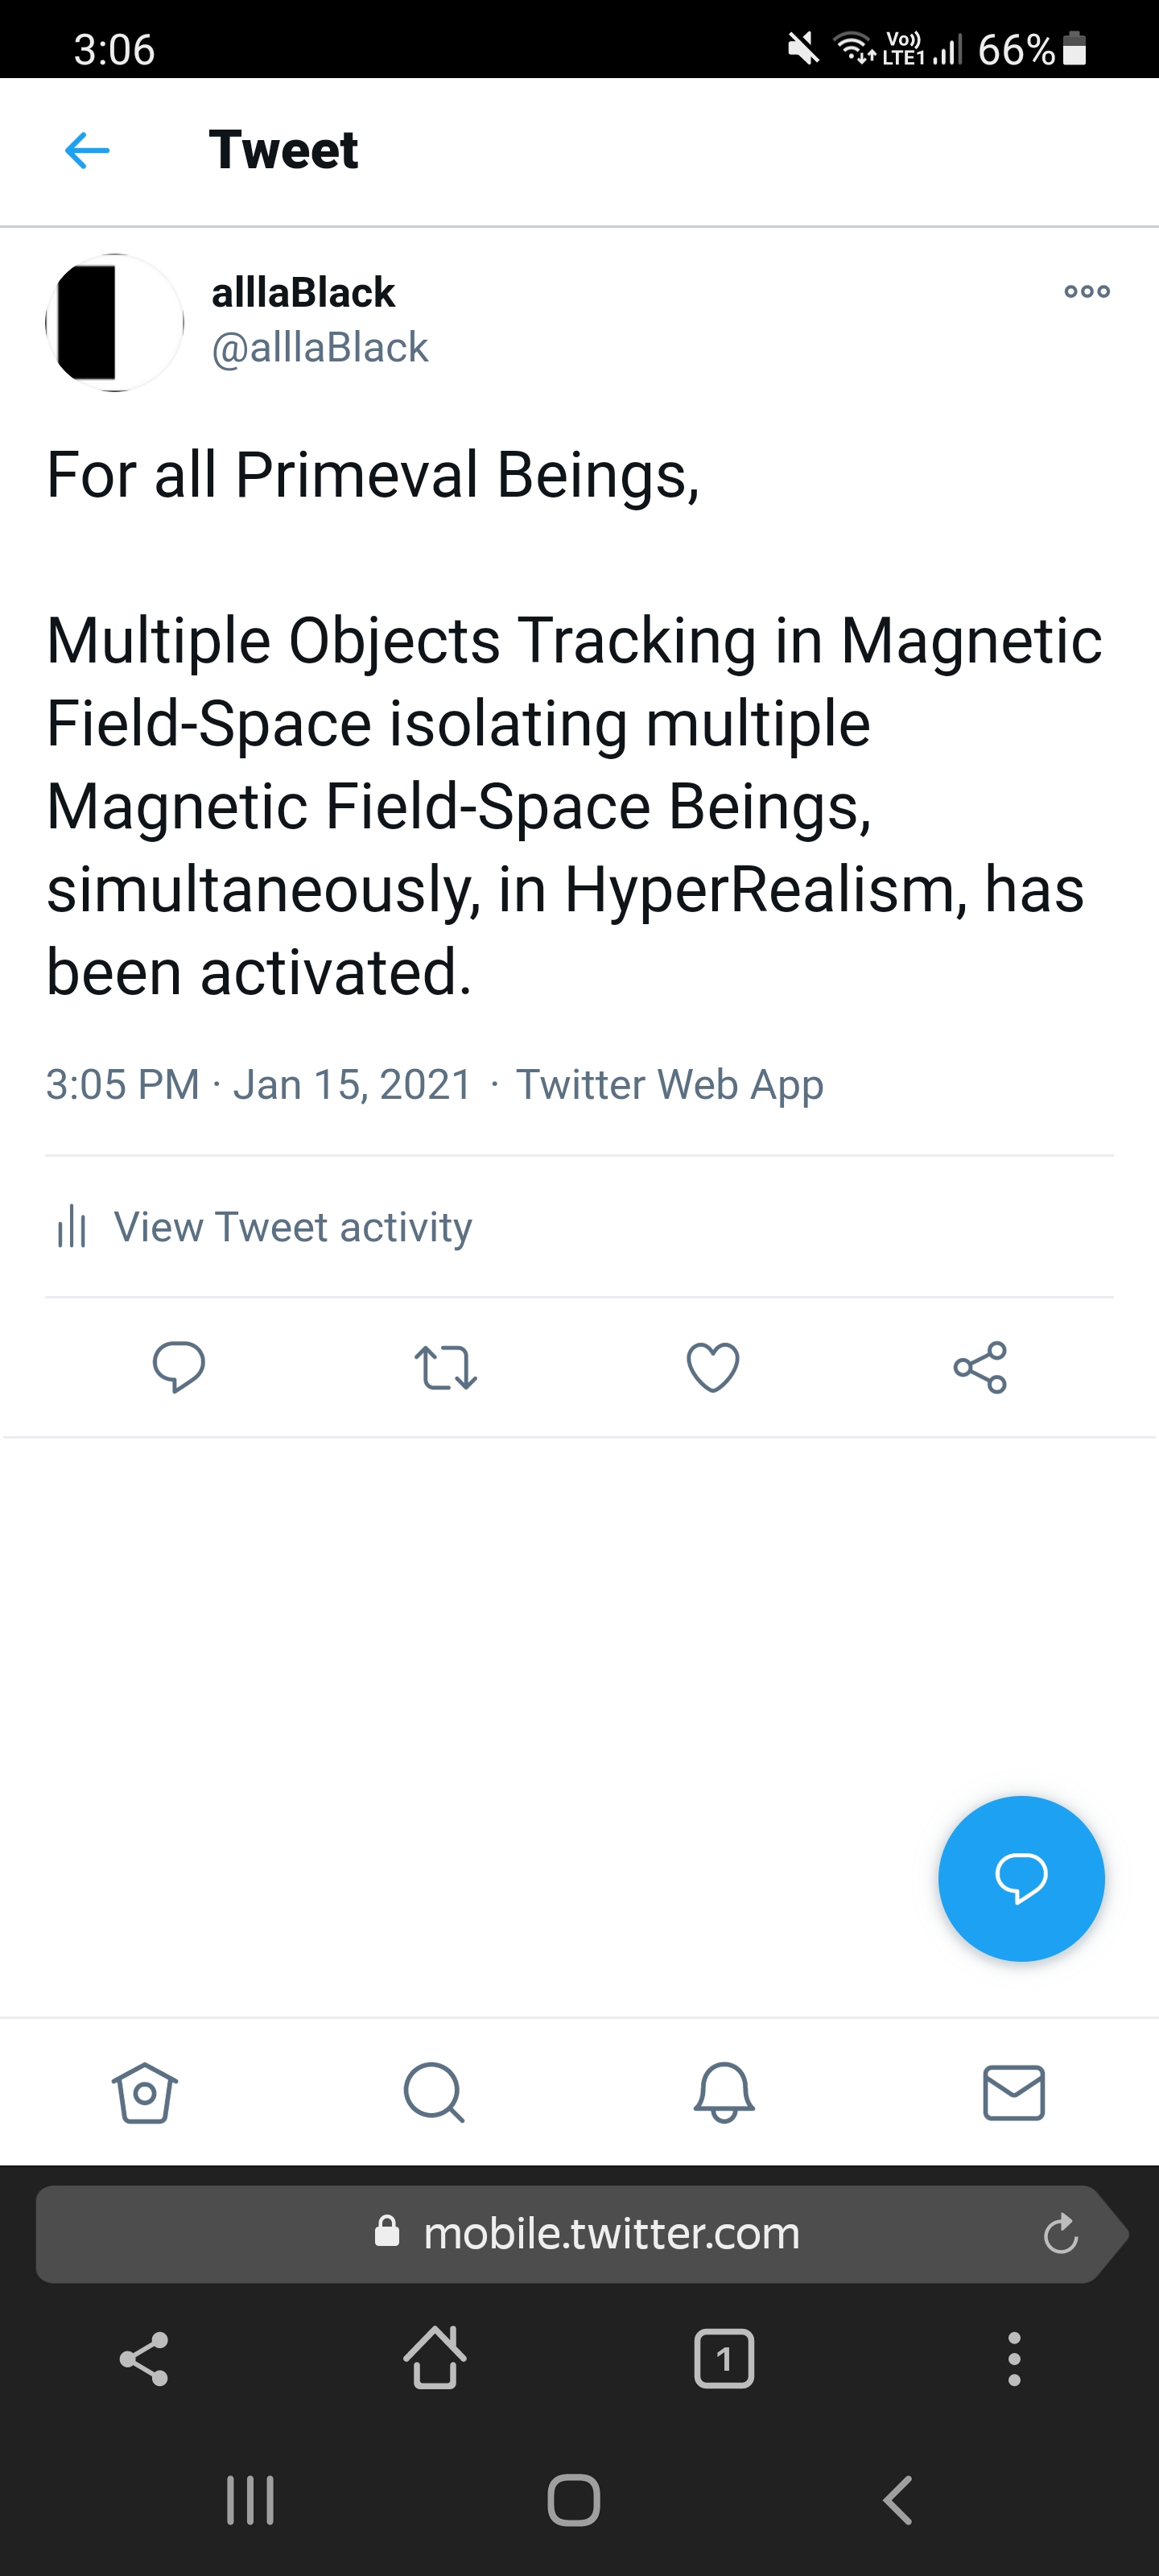 3:06
Vo)) LTE1 66%
Tweet
alllaBlack
@alllaBlack
For all Primeval Beings,
Multiple Objects Tracking in Magnetic
Field-Space isolating multiple
Magnetic Field-Space Beings,
simultaneously, in HyperRealism, has
been activated.
3:05 PM · Jan 15, 2021 · Twitter Web App
View Tweet activity
mobile.twitter.com
1